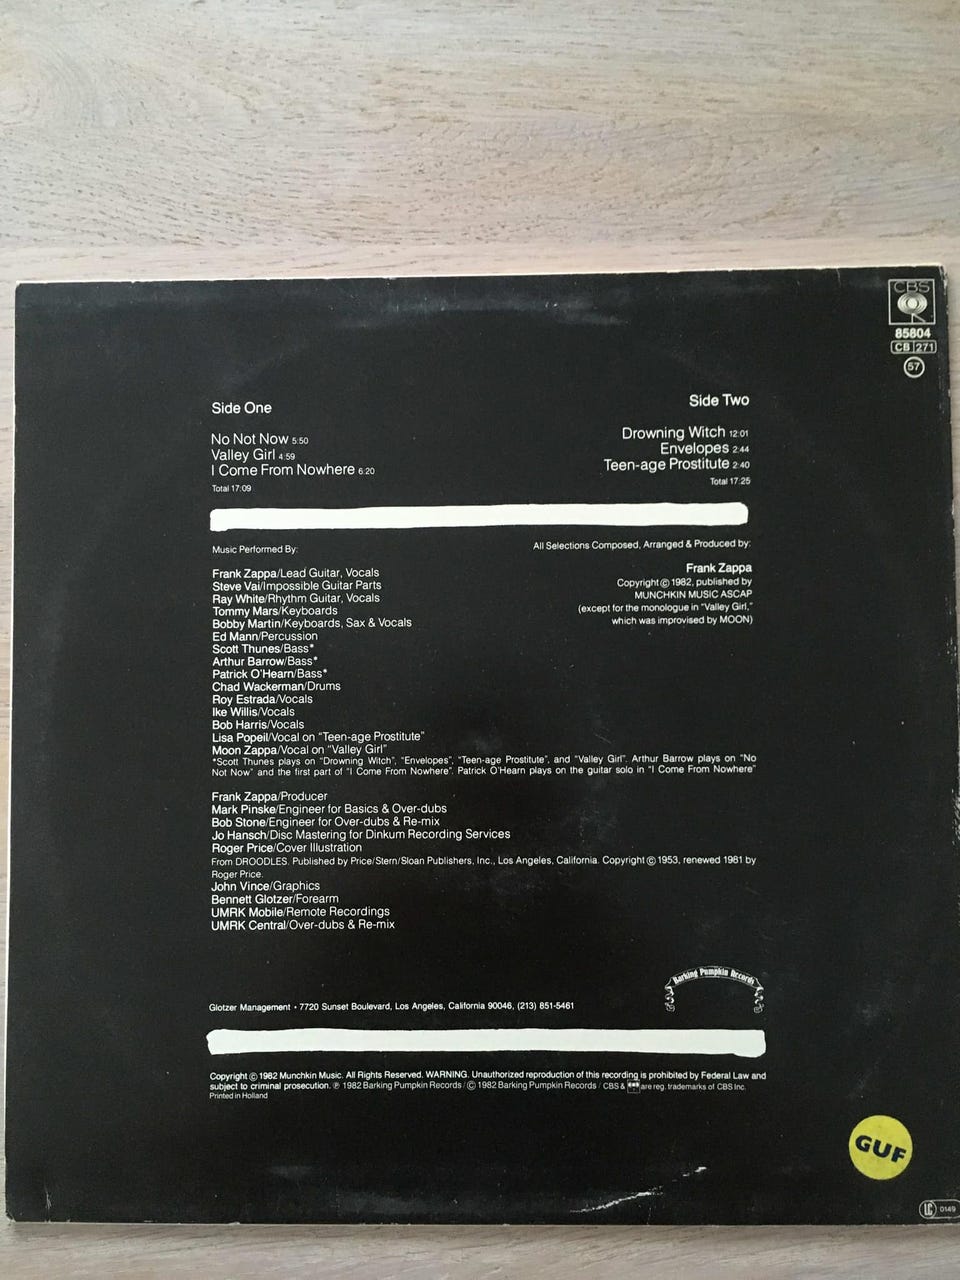 CBS
85804
CB 271
57
Side One
No Not Now 5:50
Valley Girl 4:59
I Come From Nowhere 6:20
Total 17:09
Side Two
Drowning Witch 12:01
Envelopes 2:44
Teen-age Prostitute 2:40
Total 17:25
Music Performed By:
Frank Zappa/Lead Guitar, Vocals
Steve Vai/Impossible Guitar Parts
Ray White/Rhythm Guitar, Vocals
Tommy Mars/Keyboards
Bobby Martin/Keyboards, Sax & Vocals
Ed Mann/Percussion
Scott Thunes/Bass*
Arthur Barrow/Bass*
Patrick O'Hearn/Bass*
Chad Wackerman/Drums
Roy Estrada/Vocals
Ike Willis/Vocals
Bob Harris/Vocals
Lisa Popeil/Vocal on "Teen-age Prostitute"
Moon Zappa/Vocal on "Valley Girl"
*Scott Thunes plays on "Drowning Witch", "Envelopes", "Teen-age Prostitute", and "Valley Girl". Arthur Barrow plays on "No
Not Now" and the first part of "I Come From Nowhere". Patrick O'Hearn plays on the guitar solo in "I Come From Nowhere"
All Selections Composed, Arranged & Produced by:
Frank Zappa
Copyright © 1982, published by
MUNCHKIN MUSIC ASCAP
(except for the monologue in "Valley Girl,"
which was improvised by MOON)
Frank Zappa/Producer
Mark Pinske/Engineer for Basics & Over-dubs
Bob Stone/Engineer for Over-dubs & Re-mix
Jo Hansch/Disc Mastering for Dinkum Recording Services
Roger Price/Cover Illustration
From DROODLES. Published by Price/Stern/Sloan Publishers, Inc., Los Angeles, California. Copyright © 1953, renewed 1981 by
Roger Price.
John Vince/Graphics
Bennett Glotzer/Forearm
UMRK Mobile/Remote Recordings
UMRK Central/Over-dubs & Re-mix
Barking Pumpkin Records
Glotzer Management • 7720 Sunset Boulevard, Los Angeles, California 90046, (213) 851-5461
Copyright © 1982 Munchkin Music. All Rights Reserved. WARNING. Unauthorized reproduction of this recording is prohibited by Federal Law and
subject to criminal prosecution. ℗ 1982 Barking Pumpkin Records / © 1982 Barking Pumpkin Records / CBS & are reg. trademarks of CBS Inc.
Printed in Holland
GUF
LC 0149